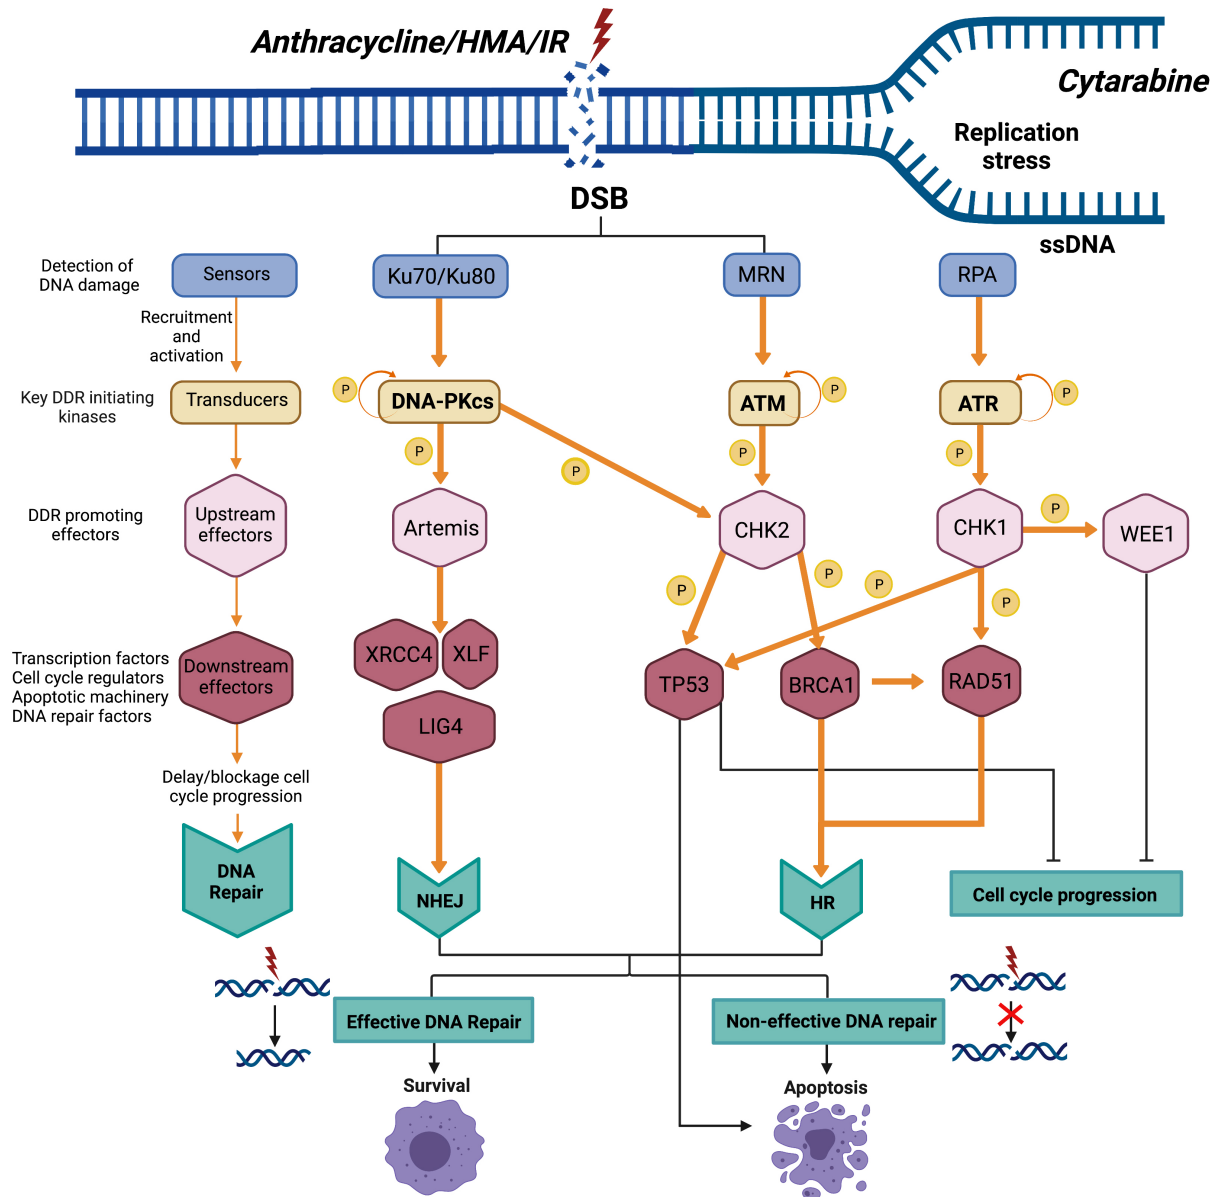 Anthracycline/HMA/IR
Cytarabine
Replication
stress
DSB
ssDNA
Detection of
DNA damage
Sensors
Ku70/Ku80
MRN
RPA
Recruitment
and
activation
Key DDR initiating
kinases
Transducers
P
DNA-PKcs
ATM
P
ATR
P
P
P
P
P
DDR promoting
effectors
Upstream
effectors
Artemis
CHK2
CHK1
P
WEE1
P
P
P
P
Transcription factors
Cell cycle regulators
Apoptotic machinery
DNA repair factors
Downstream
effectors
XRCC4
XLF
LIG4
TP53
BRCA1
RAD51
Delay/blockage cell
cycle progression
DNA
Repair
NHEJ
HR
Cell cycle progression
Effective DNA Repair
Non-effective DNA repair
Survival
Apoptosis